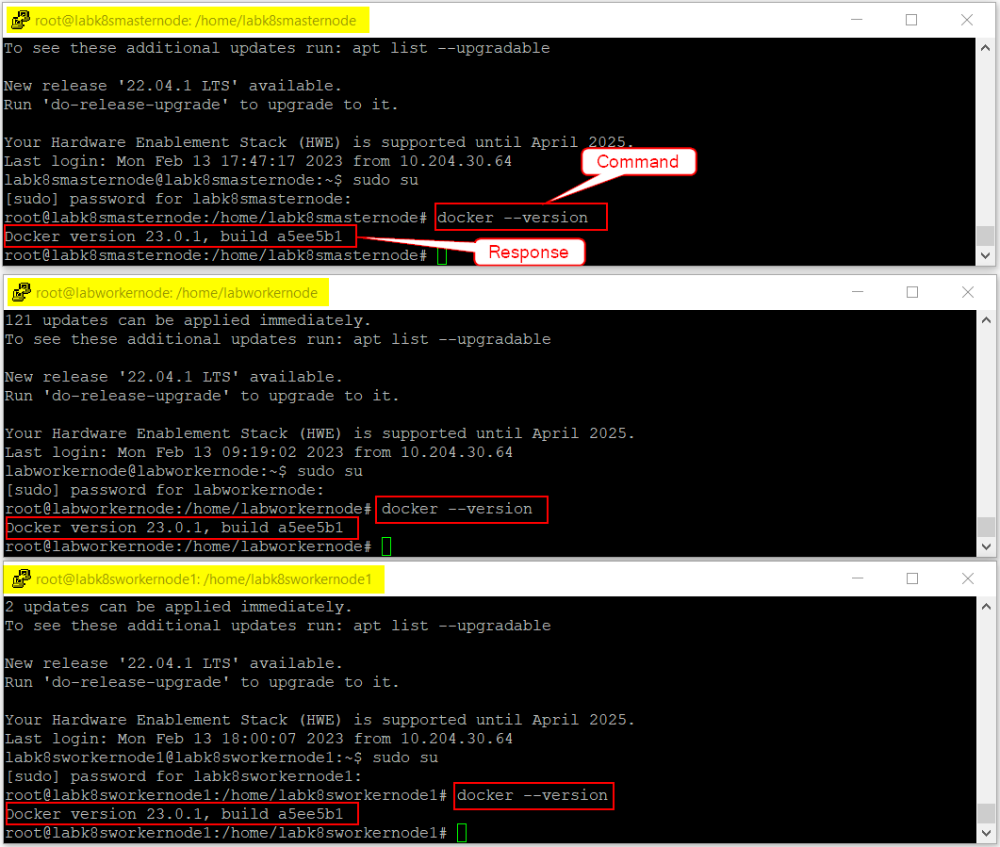 root@labk8smasternode: /home/labk8smasternode
To see these additional updates run: apt list --upgradable
New release '22.04.1 LTS' available.
Run 'do-release-upgrade' to upgrade to it.
Your Hardware Enablement Stack (HWE) is supported until April 2025.
Last login: Mon Feb 13 17:47:17 2023 from 10.204.30.64
Command
labk8smasternode@labk8smasternode:~$ sudo su
[sudo] password for labk8smasternode:
root@labk8smasternode:/home/labk8smasternode# docker --version
Docker version 23.0.1, build a5ee5b1
Response
root@labk8smasternode:/home/labk8smasternode#
root@labworkernode: /home/labworkernode
121 updates can be applied immediately.
To see these additional updates run: apt list --upgradable
New release '22.04.1 LTS' available.
Run 'do-release-upgrade' to upgrade to it.
Your Hardware Enablement Stack (HWE) is supported until April 2025.
Last login: Mon Feb 13 09:19:02 2023 from 10.204.30.64
labworkernode@labworkernode:~$ sudo su
[sudo] password for labworkernode:
root@labworkernode:/home/labworkernode# docker --version
Docker version 23.0.1, build a5ee5b1
root@labworkernode:/home/labworkernode#
root@labk8sworkernode1: /home/labk8sworkernode1
2 updates can be applied immediately.
To see these additional updates run: apt list --upgradable
New release '22.04.1 LTS' available.
Run 'do-release-upgrade' to upgrade to it.
Your Hardware Enablement Stack (HWE) is supported until April 2025.
Last login: Mon Feb 13 18:00:07 2023 from 10.204.30.64
labk8sworkernode1@labk8sworkernode1:~$ sudo su
[sudo] password for labk8sworkernode1:
root@labk8sworkernode1:/home/labk8sworkernode1# docker --version
Docker version 23.0.1, build a5ee5b1
root@labk8sworkernode1:/home/labk8sworkernode1#